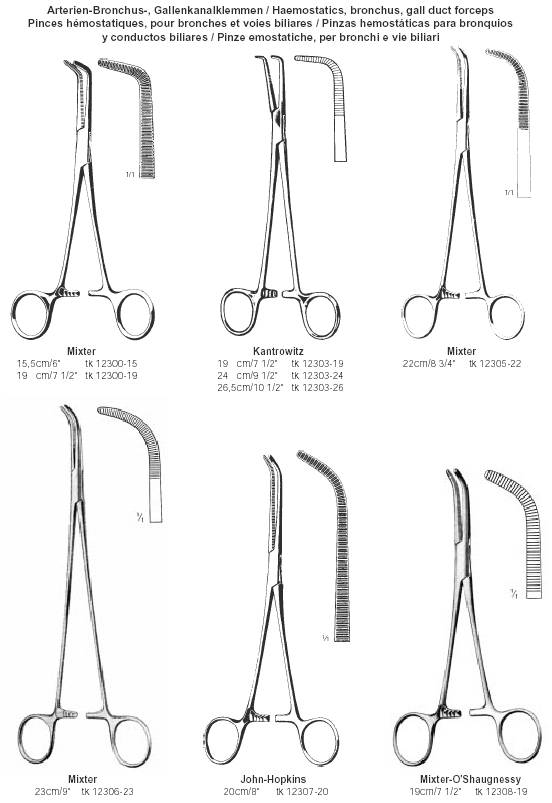 Arterien-Bronchus-, Gallenkanalklemmen / Haemostatics, bronchus, gall duct forceps
Pinces hémostatiques, pour bronches et voies biliares / Pinzas hemostáticas para bronquios
y conductos biliares / Pinze emostatiche, per bronchi e vie biliari
1/1
1/1
Mixter
15,5cm/6" tk 12300-15
19 cm/7 1/2" tk 12300-19
Kantrowitz
19 cm/7 1/2" tk 12303-19
24 cm/9 1/2" tk 12303-24
26,5cm/10 1/2" tk 12303-26
Mixter
22cm/8 3/4" tk 12305-22
1/1
1/1
1/1
Mixter
23cm/9" tk 12306-23
John-Hopkins
20cm/8" tk 12307-20
Mixter-O'Shaugnessy
19cm/7 1/2" tk 12308-19